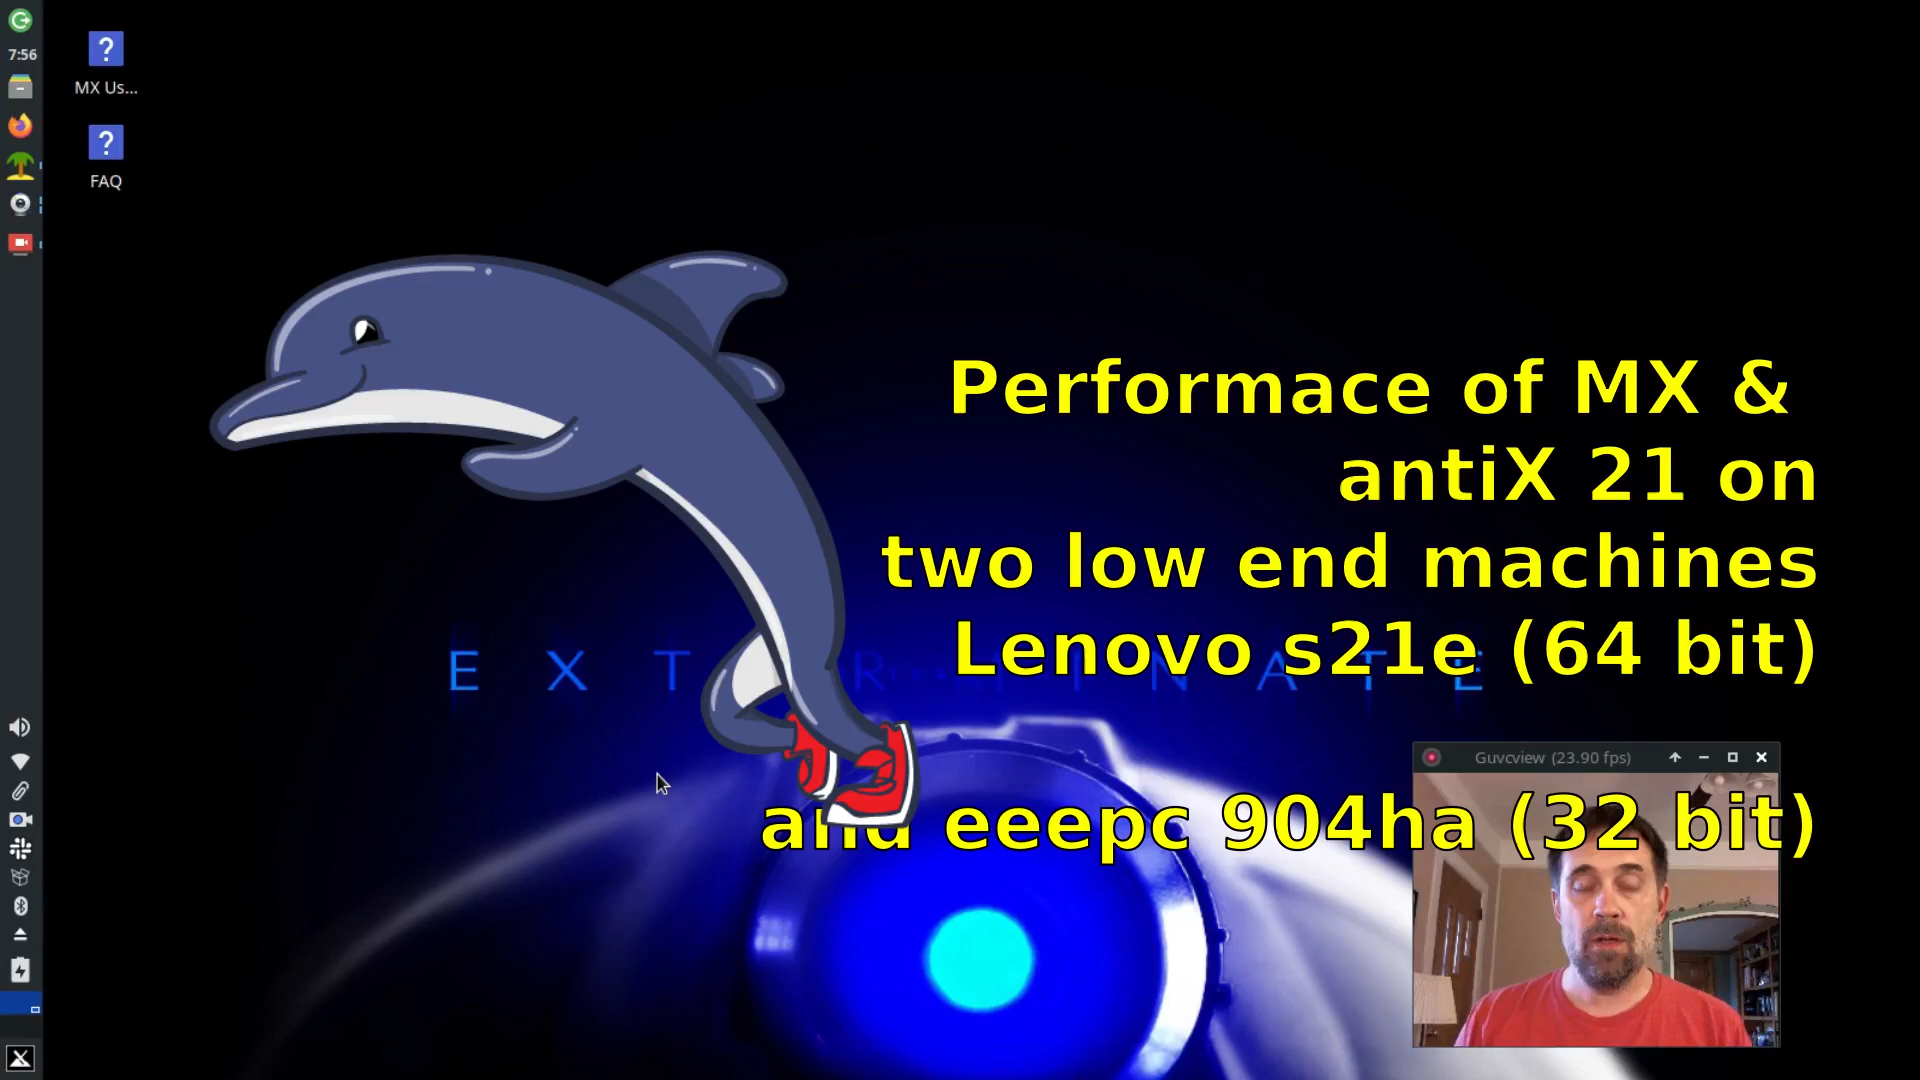 7:56
MX Us...
FAQ
Performace of MX &
antiX 21 on
two low end machines
Lenovo s21e (64 bit)
and eeepc 904ha (32 bit)
Guvcview (23.90 fps)